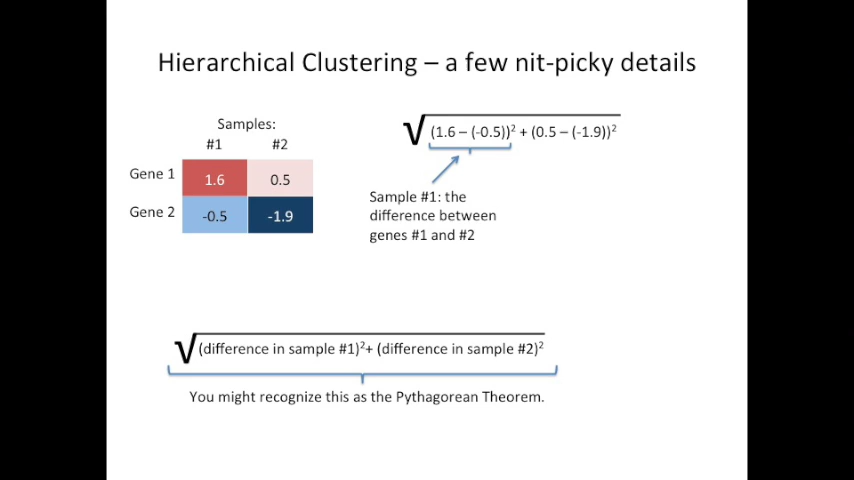 Hierarchical Clustering – a few nit-picky details
Samples:
#1 #2
Gene 1 1.6 0.5
Gene 2 -0.5 -1.9
√(1.6 – (-0.5))² + (0.5 – (-1.9))²
Sample #1: the
difference between
genes #1 and #2
√(difference in sample #1)²+ (difference in sample #2)²
You might recognize this as the Pythagorean Theorem.